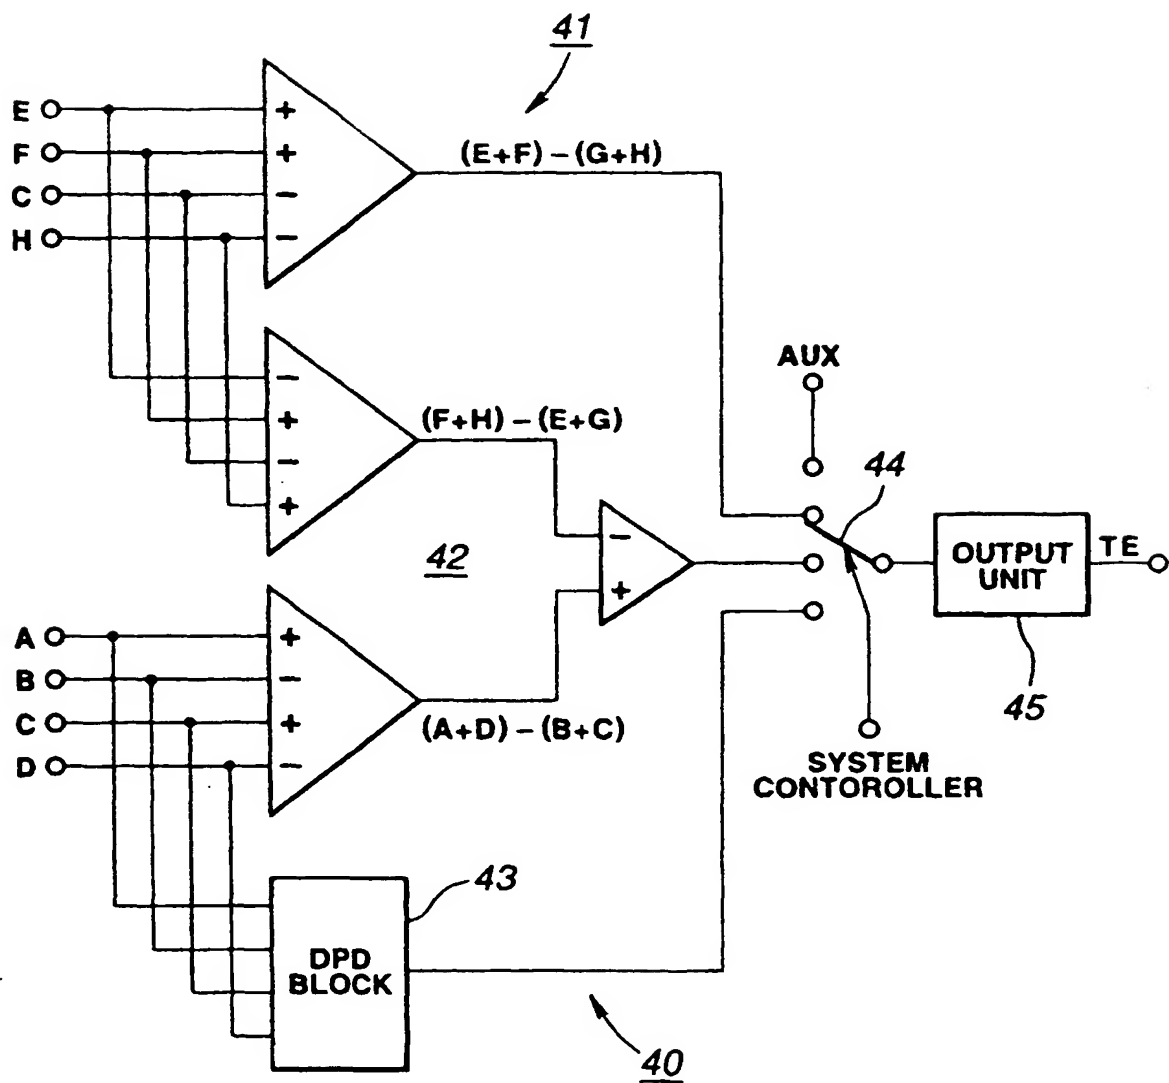 41
E
F
C
H
+
+
−
−
(E+F) − (G+H)
−
+
−
+
(F+H) − (E+G)
AUX
44
42
−
+
OUTPUT
UNIT
TE
45
A
B
C
D
+
−
+
−
(A+D) − (B+C)
SYSTEM
CONTOROLLER
43
DPD
BLOCK
40